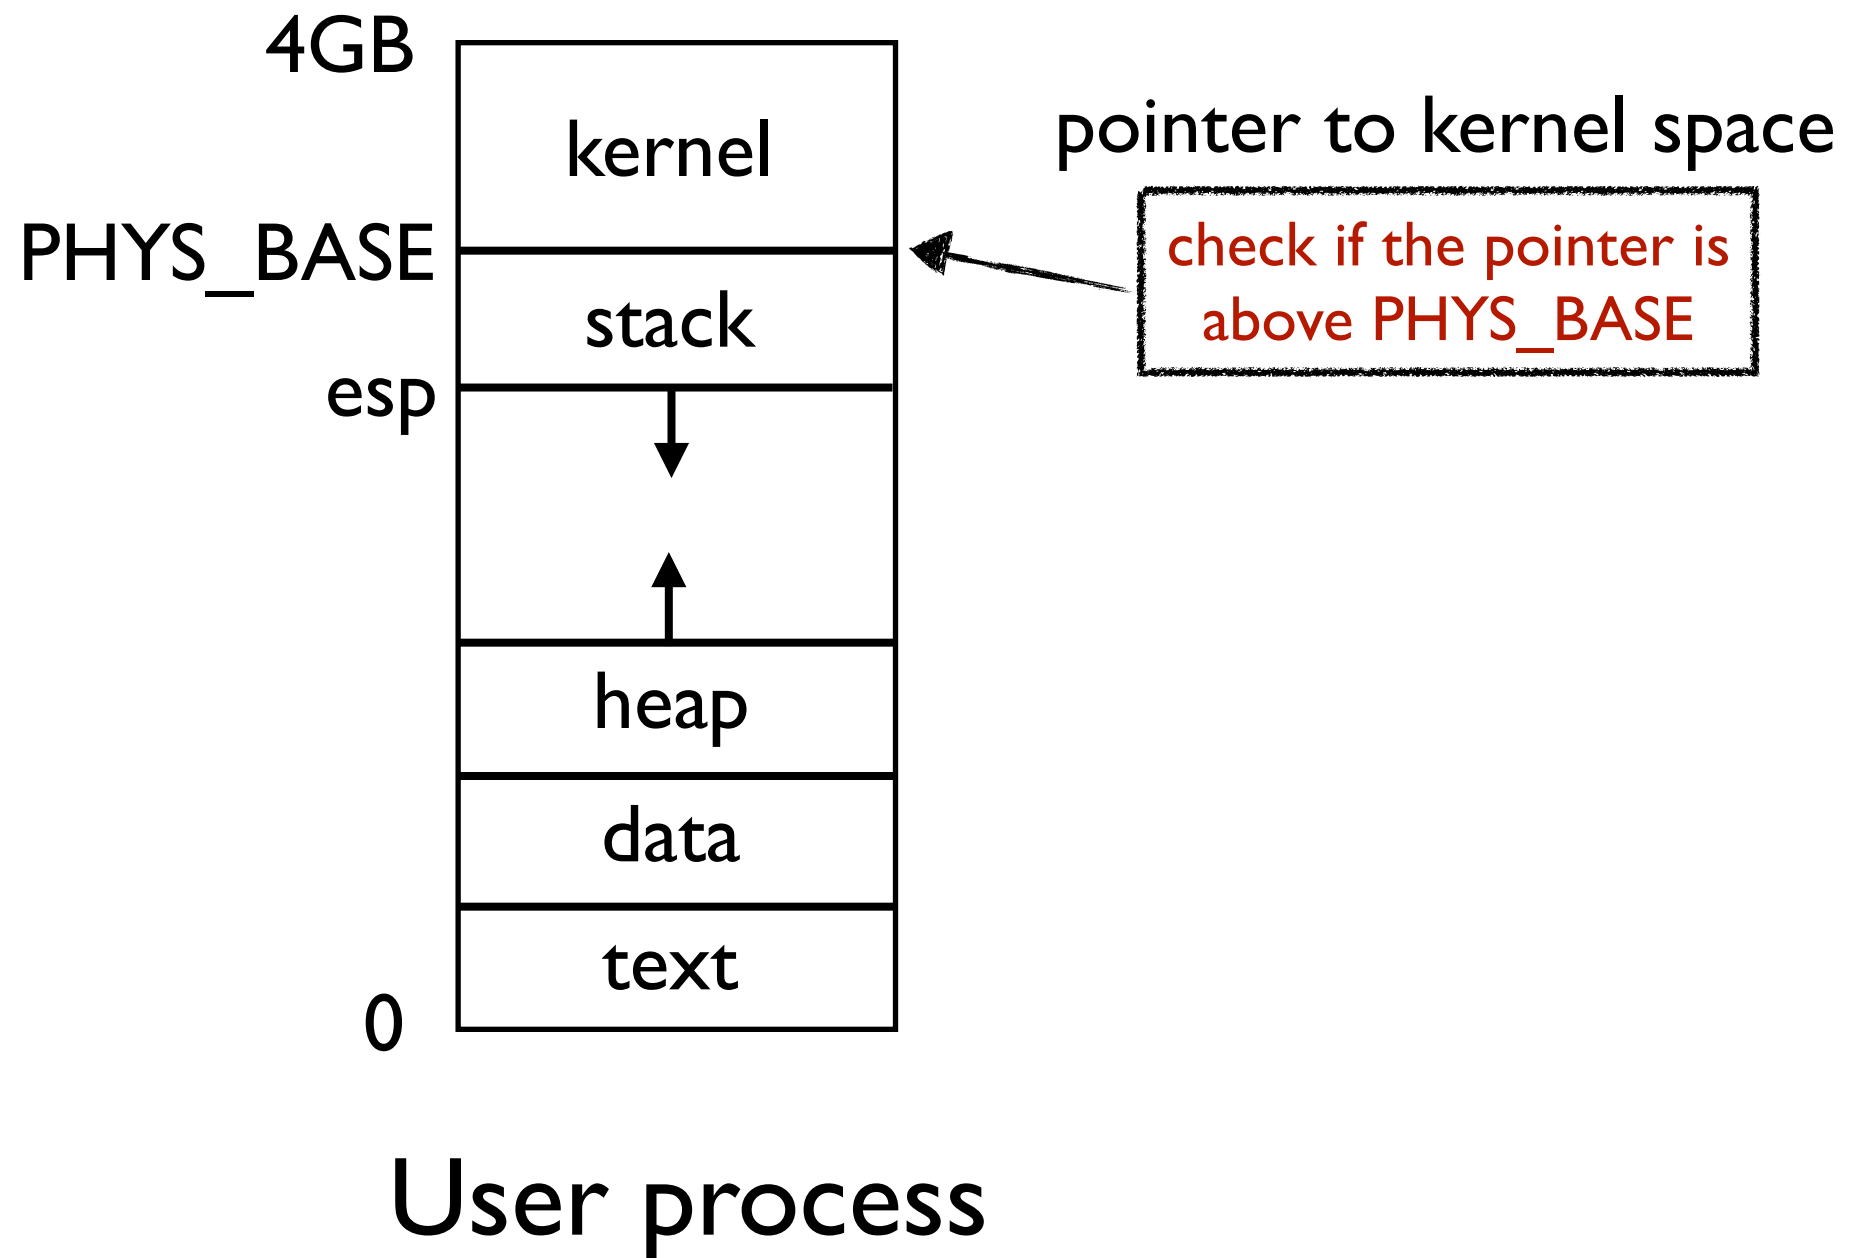 4GB
kernel
pointer to kernel space
PHYS_BASE
check if the pointer is
above PHYS_BASE
stack
esp
heap
data
text
0
User process